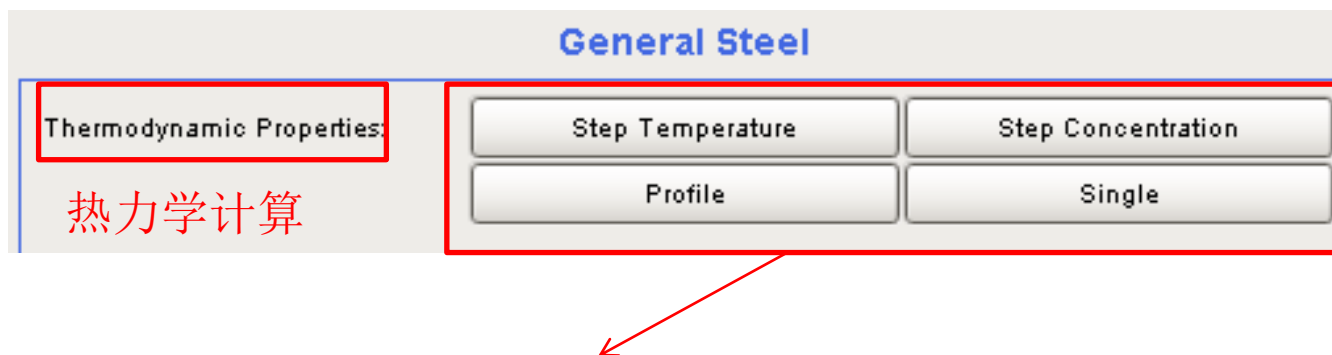 General Steel
Thermodynamic Properties:
Step Temperature
Step Concentration
热力学计算
Profile
Single